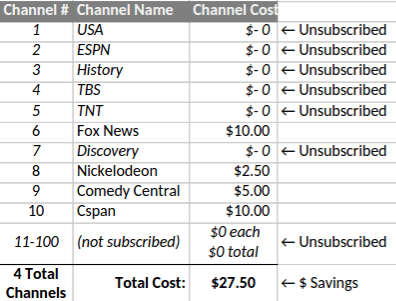 Channel # Channel Name Channel Cost
1 USA $- 0 ← Unsubscribed
2 ESPN $- 0 ← Unsubscribed
3 History $- 0 ← Unsubscribed
4 TBS $- 0 ← Unsubscribed
5 TNT $- 0 ← Unsubscribed
6 Fox News $10.00
7 Discovery $- 0 ← Unsubscribed
8 Nickelodeon $2.50
9 Comedy Central $5.00
10 Cspan $10.00
11-100 (not subscribed) $0 each
$0 total ← Unsubscribed
4 Total
Channels Total Cost: $27.50 ← $ Savings